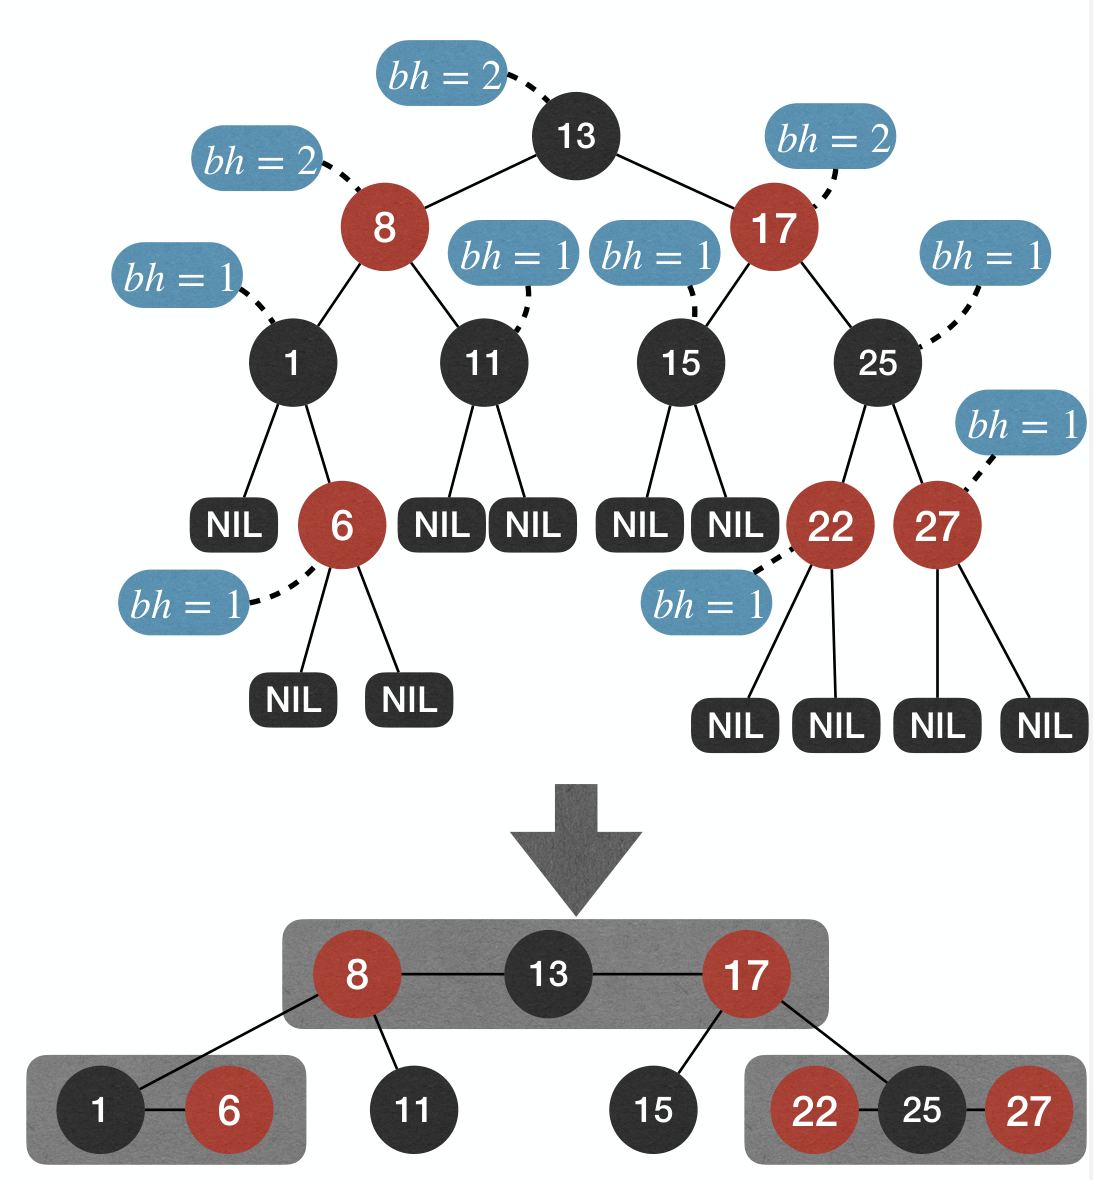 bh = 2
13
bh = 2
bh = 2
8
17
bh = 1
bh = 1
bh = 1
bh = 1
1
11
15
25
bh = 1
NIL
6
NIL
NIL
NIL
NIL
22
27
bh = 1
bh = 1
NIL
NIL
NIL
NIL
NIL
NIL
8
13
17
1
6
11
15
22
25
27